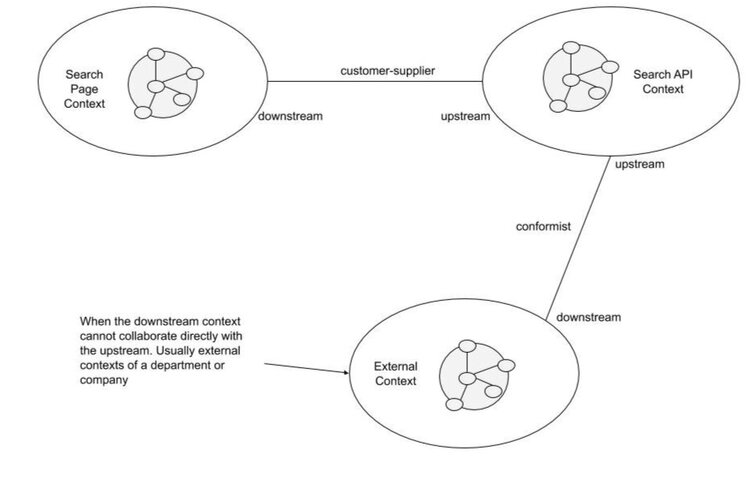 Search
Page
Context
customer-supplier
Search API
Context
downstream
upstream
upstream
conformist
downstream
When the downstream context
cannot collaborate directly with
the upstream. Usually external
contexts of a department or
company
External
Context